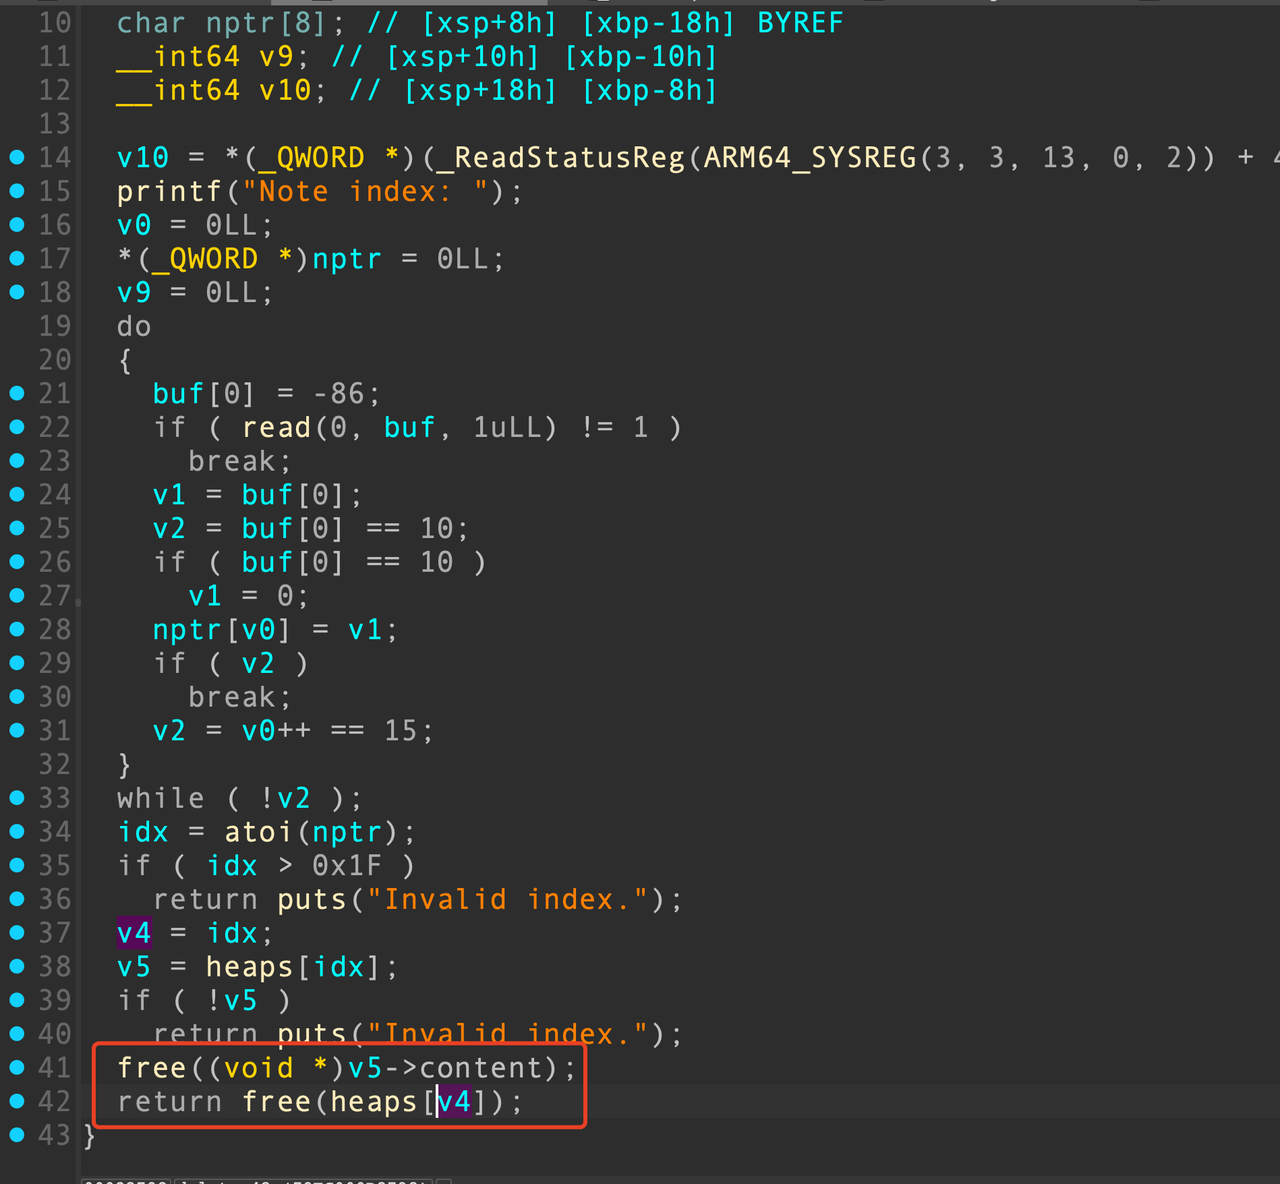 10 char nptr[8]; // [xsp+8h] [xbp-18h] BYREF
11 __int64 v9; // [xsp+10h] [xbp-10h]
12 __int64 v10; // [xsp+18h] [xbp-8h]
13
14 v10 = *(_QWORD *)(_ReadStatusReg(ARM64_SYSREG(3, 3, 13, 0, 2)) + 4
15 printf("Note index: ");
16 v0 = 0LL;
17 *(_QWORD *)nptr = 0LL;
18 v9 = 0LL;
19 do
20 {
21 buf[0] = -86;
22 if ( read(0, buf, 1uLL) != 1 )
23 break;
24 v1 = buf[0];
25 v2 = buf[0] == 10;
26 if ( buf[0] == 10 )
27 v1 = 0;
28 nptr[v0] = v1;
29 if ( v2 )
30 break;
31 v2 = v0++ == 15;
32 }
33 while ( !v2 );
34 idx = atoi(nptr);
35 if ( idx > 0x1F )
36 return puts("Invalid index.");
37 v4 = idx;
38 v5 = heaps[idx];
39 if ( !v5 )
40 return puts("Invalid index.");
41 free((void *)v5->content);
42 return free(heaps[v4]);
43 }